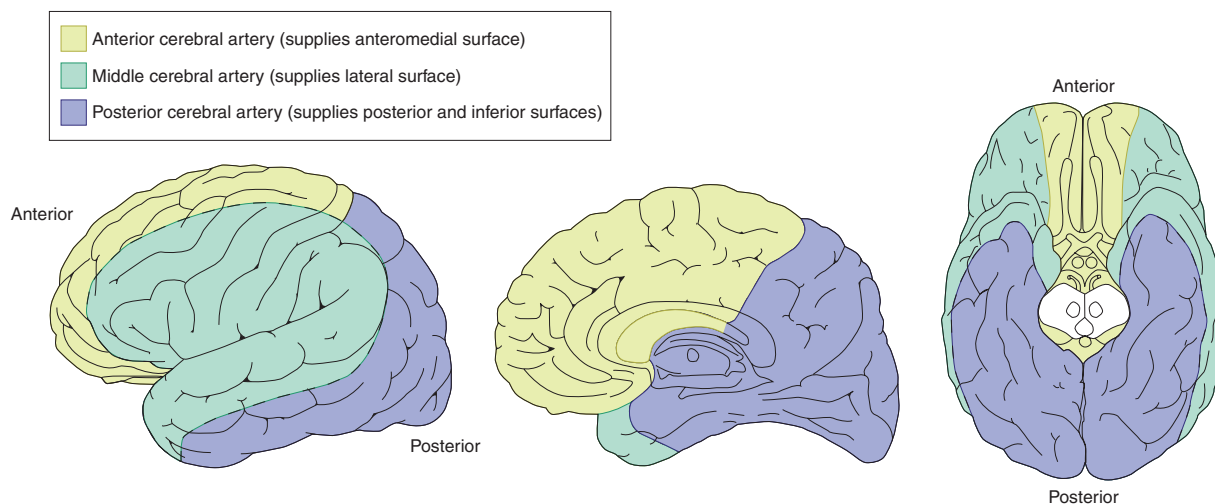 Anterior cerebral artery (supplies anteromedial surface)
Middle cerebral artery (supplies lateral surface)
Posterior cerebral artery (supplies posterior and inferior surfaces)
Anterior
Posterior
Anterior
Posterior